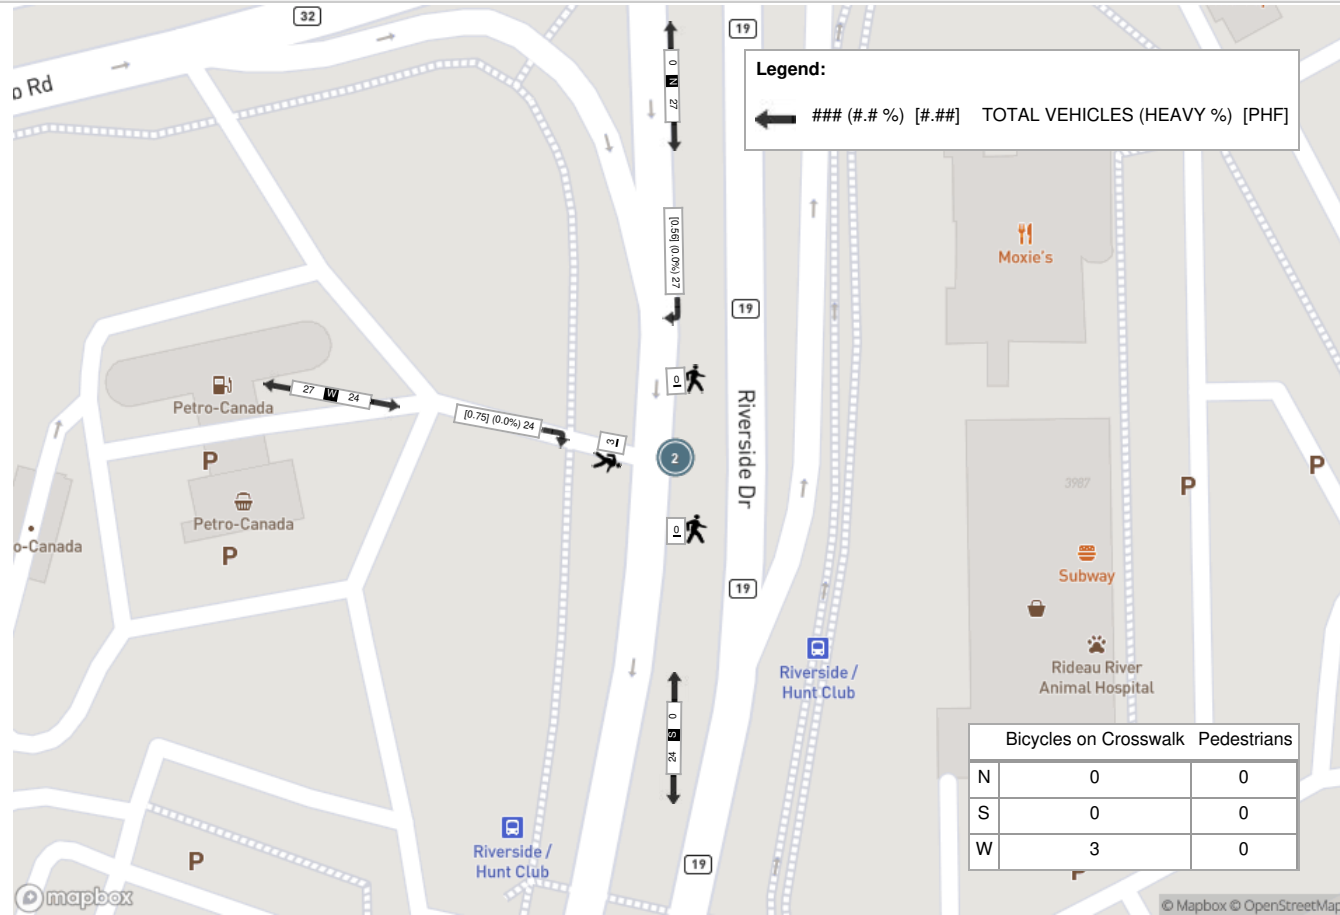 32
19
o Rd
0 N 27
Legend:
### (#.# %) [#.##] TOTAL VEHICLES (HEAVY %) [PHF]
[0.56] (0.0%) 27
Moxie's
19
0
27 W 24
Petro-Canada
[0.75] (0.0%) 24
Riverside Dr
3
2
P
P
P
3987
Petro-Canada
0
o-Canada
P
Subway
19
Riverside /
Hunt Club
Rideau River
Animal Hospital
0 S 24
Bicycles on Crosswalk Pedestrians
N 0 0
S 0 0
W 3 0
Riverside /
Hunt Club
P
19
P
mapbox
© Mapbox © OpenStreetMap